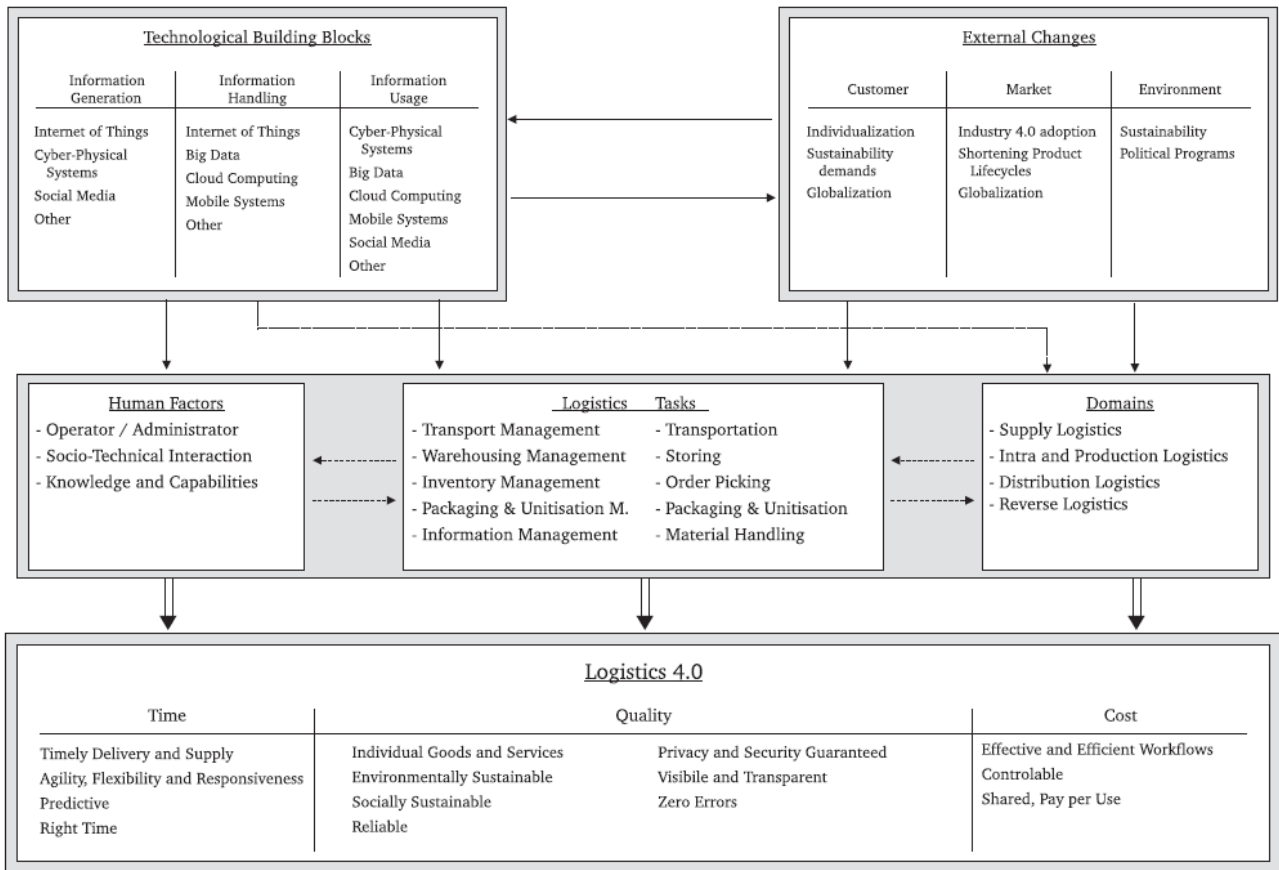 Technological Building Blocks
Information
Generation
Internet of Things
Cyber-Physical
Systems
Social Media
Other
Information
Handling
Internet of Things
Big Data
Cloud Computing
Mobile Systems
Other
Information
Usage
Cyber-Physical
Systems
Big Data
Cloud Computing
Mobile Systems
Social Media
Other
External Changes
Customer
Individualization
Sustainability
demands
Globalization
Market
Industry 4.0 adoption
Shortening Product
Lifecycles
Globalization
Environment
Sustainability
Political Programs
Human Factors
- Operator / Administrator
- Socio-Technical Interaction
- Knowledge and Capabilities
Logistics Tasks
- Transport Management
- Warehousing Management
- Inventory Management
- Packaging & Unitisation M.
- Information Management
- Transportation
- Storing
- Order Picking
- Packaging & Unitisation
- Material Handling
Domains
- Supply Logistics
- Intra and Production Logistics
- Distribution Logistics
- Reverse Logistics
Logistics 4.0
Time
Timely Delivery and Supply
Agility, Flexibility and Responsiveness
Predictive
Right Time
Quality
Individual Goods and Services
Environmentally Sustainable
Socially Sustainable
Reliable
Privacy and Security Guaranteed
Visibile and Transparent
Zero Errors
Cost
Effective and Efficient Workflows
Controlable
Shared, Pay per Use